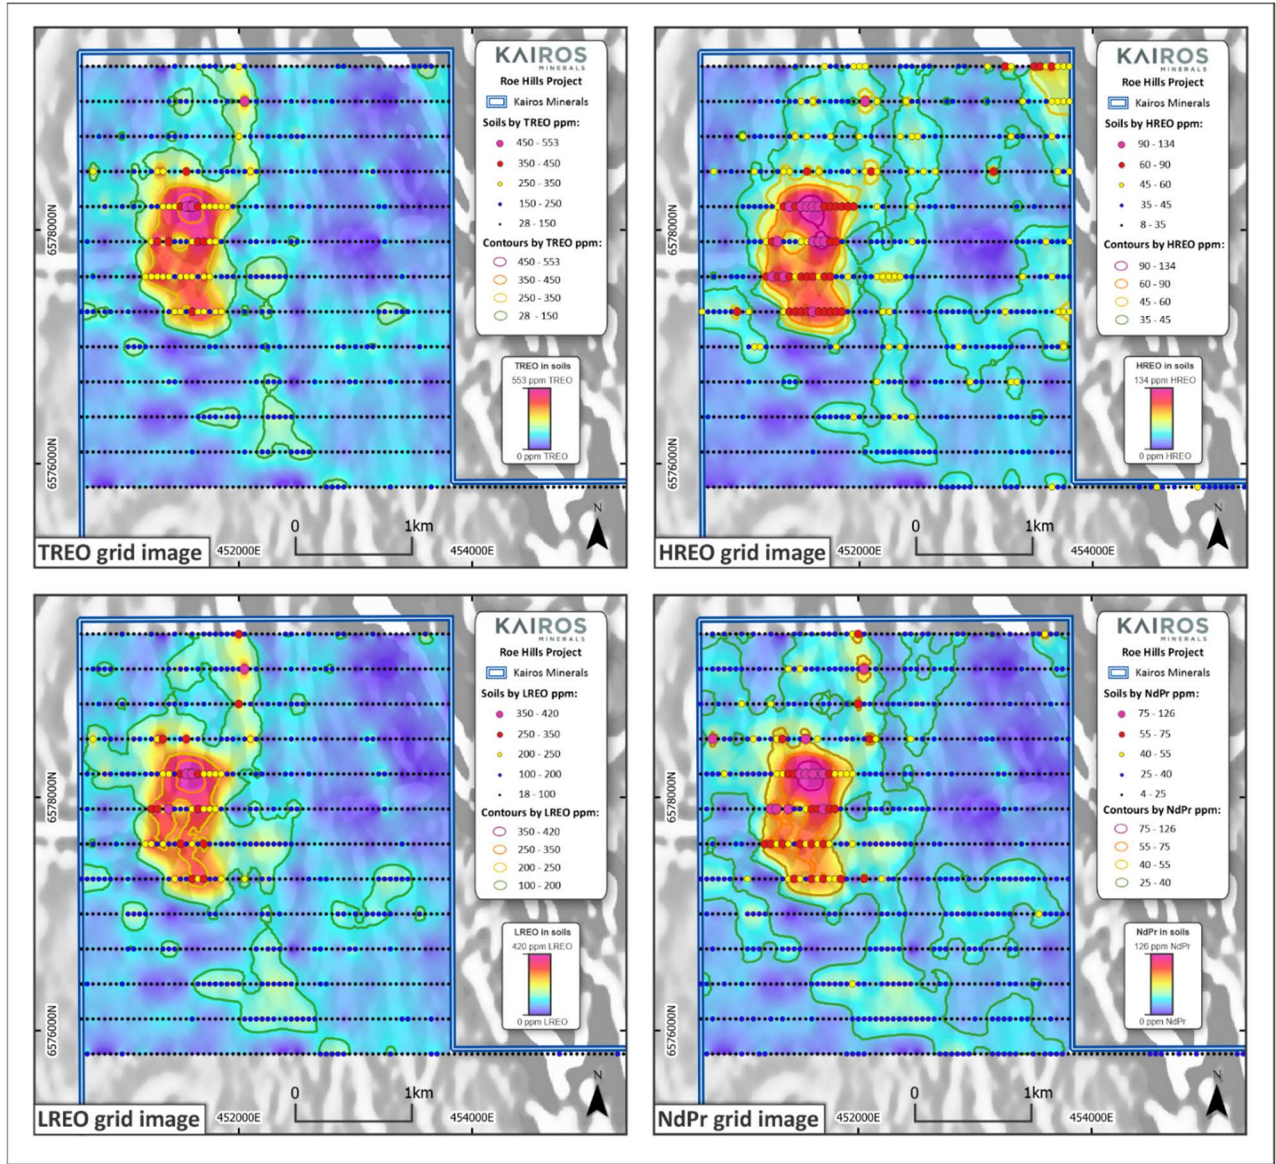 KAIROS
MINERALS
Roe Hills Project
Kairos Minerals
Soils by TREO ppm:
450 - 553
350 - 450
250 - 350
150 - 250
28 - 150
Contours by TREO ppm:
450 - 553
350 - 450
250 - 350
28 - 150
TREO in soils
553 ppm TREO
0 ppm TREO
6578000N
6576000N
0 1km
N
452000E 454000E
TREO grid image
KAIROS
MINERALS
Roe Hills Project
Kairos Minerals
Soils by HREO ppm:
90 - 134
60 - 90
45 - 60
35 - 45
8 - 35
Contours by HREO ppm:
90 - 134
60 - 90
45 - 60
35 - 45
HREO in soils
134 ppm HREO
0 ppm HREO
6578000N
6576000N
0 1km
N
452000E 454000E
HREO grid image
KAIROS
MINERALS
Roe Hills Project
Kairos Minerals
Soils by LREO ppm:
350 - 420
250 - 350
200 - 250
100 - 200
18 - 100
Contours by LREO ppm:
350 - 420
250 - 350
200 - 250
100 - 200
LREO in soils
420 ppm LREO
0 ppm LREO
6578000N
6576000N
0 1km
N
452000E 454000E
LREO grid image
KAIROS
MINERALS
Roe Hills Project
Kairos Minerals
Soils by NdPr ppm:
75 - 126
55 - 75
40 - 55
25 - 40
4 - 25
Contours by NdPr ppm:
75 - 126
55 - 75
40 - 55
25 - 40
NdPr in soils
126 ppm NdPr
0 ppm NdPr
6578000N
6576000N
0 1km
N
452000E 454000E
NdPr grid image